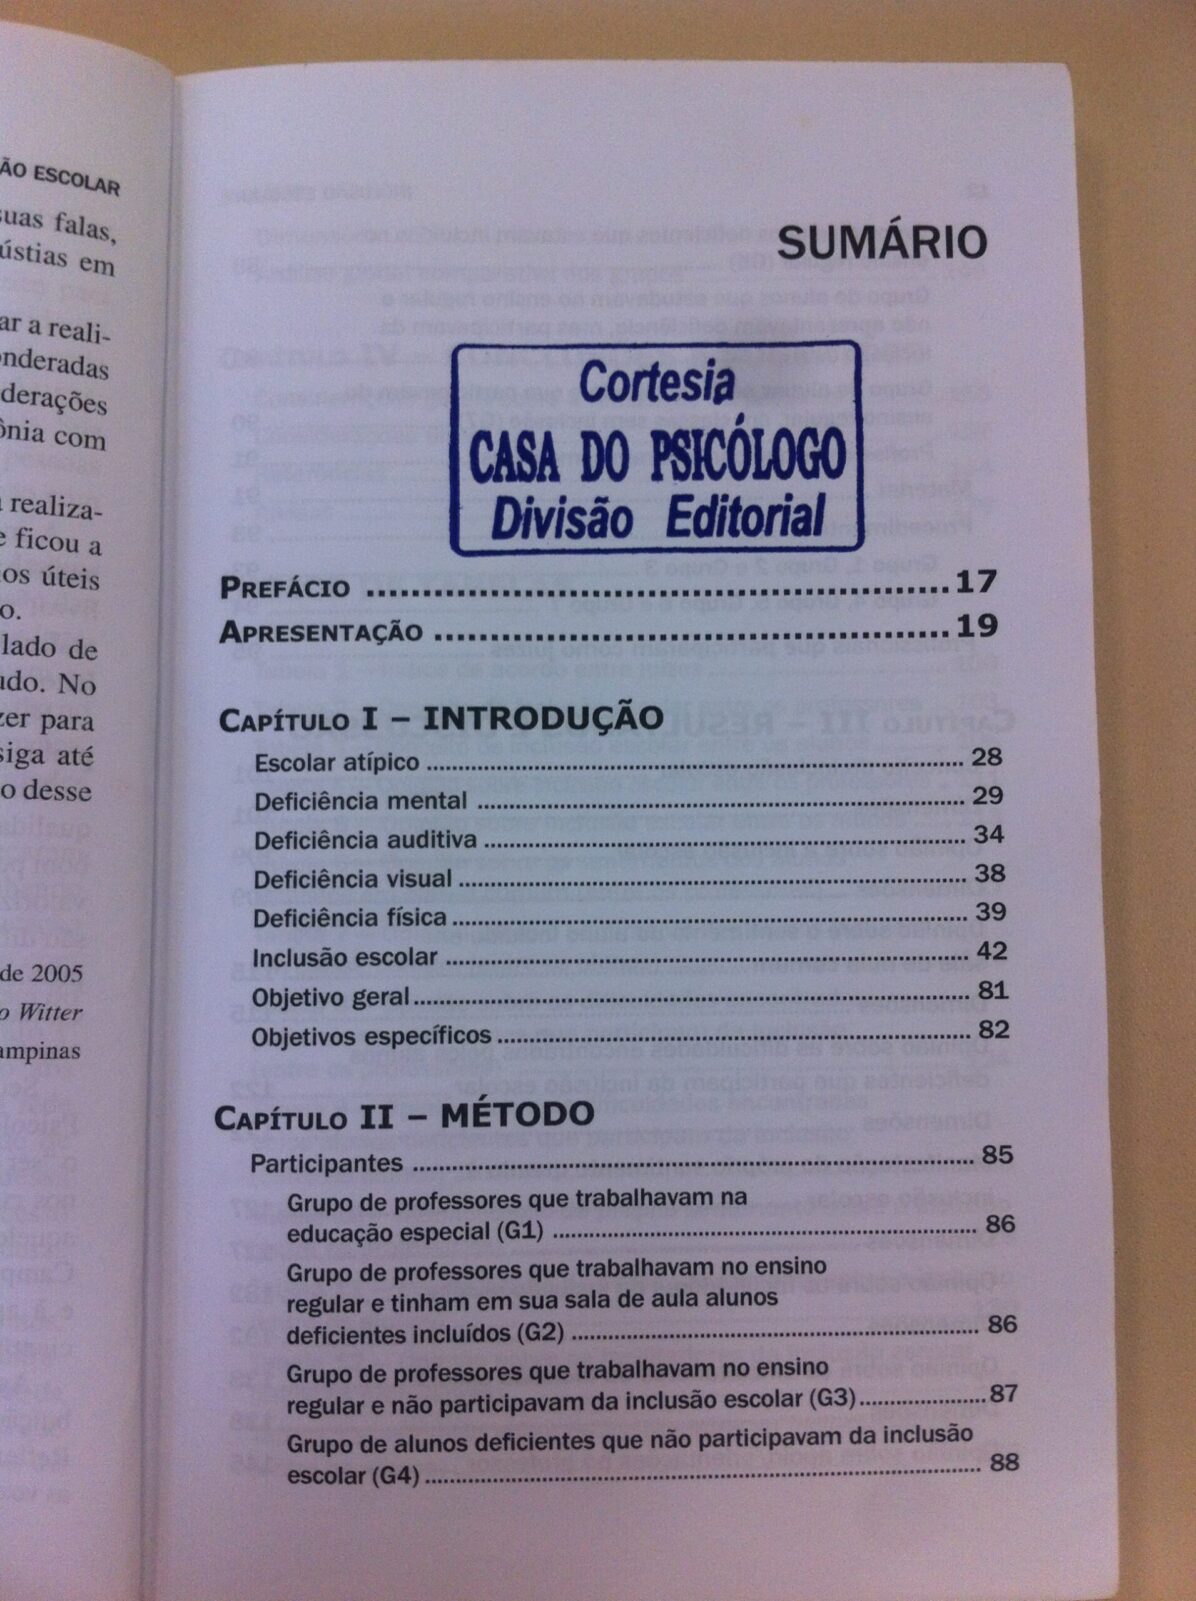 ÃO ESCOLAR
suas falas,
ústias em
ar a reali-
onderadas
derações
ônia com
realiza-
e ficou a
os úteis
o.
lado de
udo. No
zer para
siga até
o desse
de 2005
o Witter
ampinas
SUMÁRIO
Cortesia
CASA DO PSICÓLOGO
Divisão Editorial
PREFÁCIO ........................................................ 17
APRESENTAÇÃO ................................................ 19
CAPÍTULO I – INTRODUÇÃO
Escolar atípico ........................................................ 28
Deficiência mental ........................................................ 29
Deficiência auditiva ........................................................ 34
Deficiência visual ........................................................ 38
Deficiência física ........................................................ 39
Inclusão escolar ........................................................ 42
Objetivo geral ........................................................ 81
Objetivos específicos ........................................................ 82
CAPÍTULO II – MÉTODO
Participantes ........................................................ 85
Grupo de professores que trabalhavam na
educação especial (G1) ........................................................ 86
Grupo de professores que trabalhavam no ensino
regular e tinham em sua sala de aula alunos
deficientes incluídos (G2) ........................................................ 86
Grupo de professores que trabalhavam no ensino
regular e não participavam da inclusão escolar (G3) .................... 87
Grupo de alunos deficientes que não participavam da inclusão
escolar (G4) ........................................................ 88